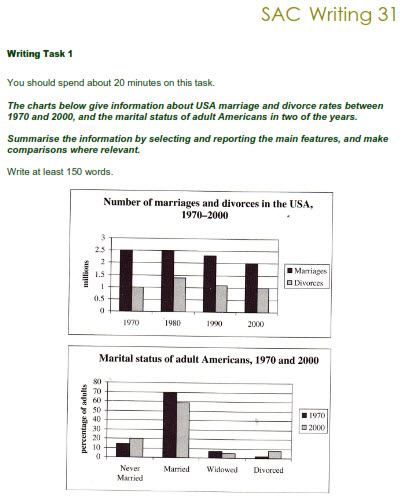 SAC Writing 31
Writing Task 1
You should spend about 20 minutes on this task.
The charts below give information about USA marriage and divorce rates between
1970 and 2000, and the marital status of adult Americans in two of the years.
Summarise the information by selecting and reporting the main features, and make
comparisons where relevant.
Write at least 150 words.
Number of marriages and divorces in the USA,
1970–2000
millions
3
2.5
2
1.5
1
0.5
0
1970 1980 1990 2000
Marriages
Divorces
Marital status of adult Americans, 1970 and 2000
percentage of adults
80
70
60
50
40
30
20
10
0
Never Married Widowed Divorced
Married
1970
2000